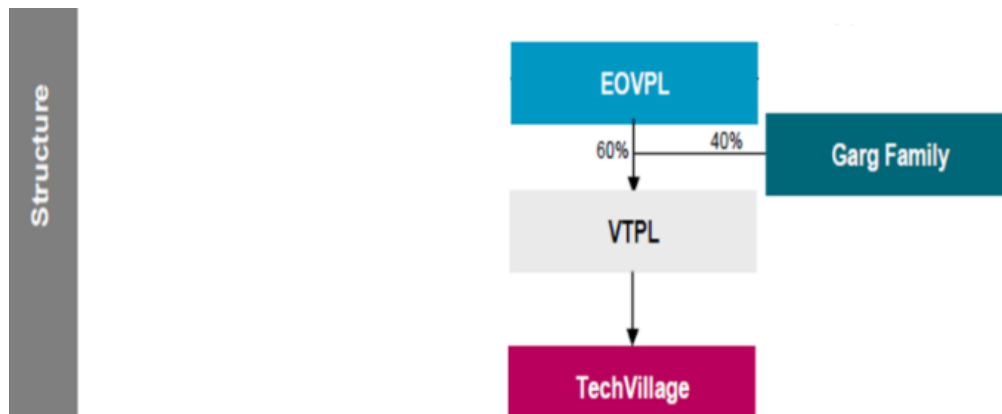 Structure
EOVPL
60%
40%
Garg Family
VTPL
TechVillage